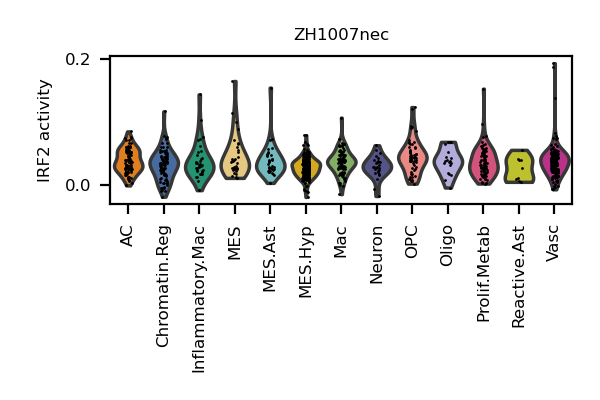 ZH1007nec
0.2
0.0
IRF2 activity
AC
Chromatin.Reg
Inflammatory.Mac
MES
MES.Ast
MES.Hyp
Mac
Neuron
OPC
Oligo
Prolif.Metab
Reactive.Ast
Vasc